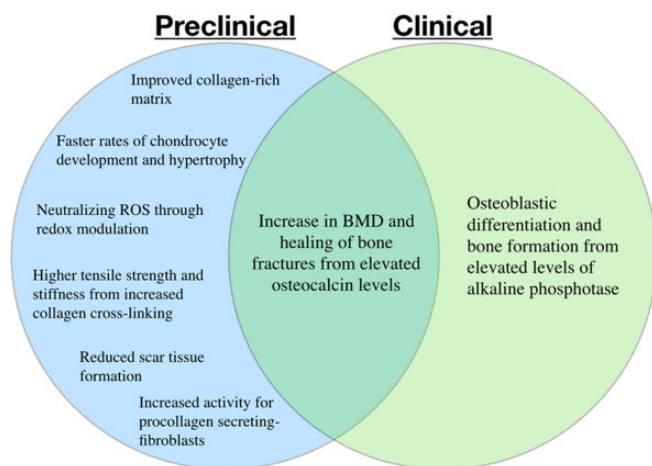 Preclinical
Clinical
Improved collagen-rich
matrix
Faster rates of chondrocyte
development and hypertrophy
Neutralizing ROS through
redox modulation
Higher tensile strength and
stiffness from increased
collagen cross-linking
Reduced scar tissue
formation
Increased activity for
procollagen secreting-
fibroblasts
Increase in BMD and
healing of bone
fractures from elevated
osteocalcin levels
Osteoblastic
differentiation and
bone formation from
elevated levels of
alkaline phosphotase